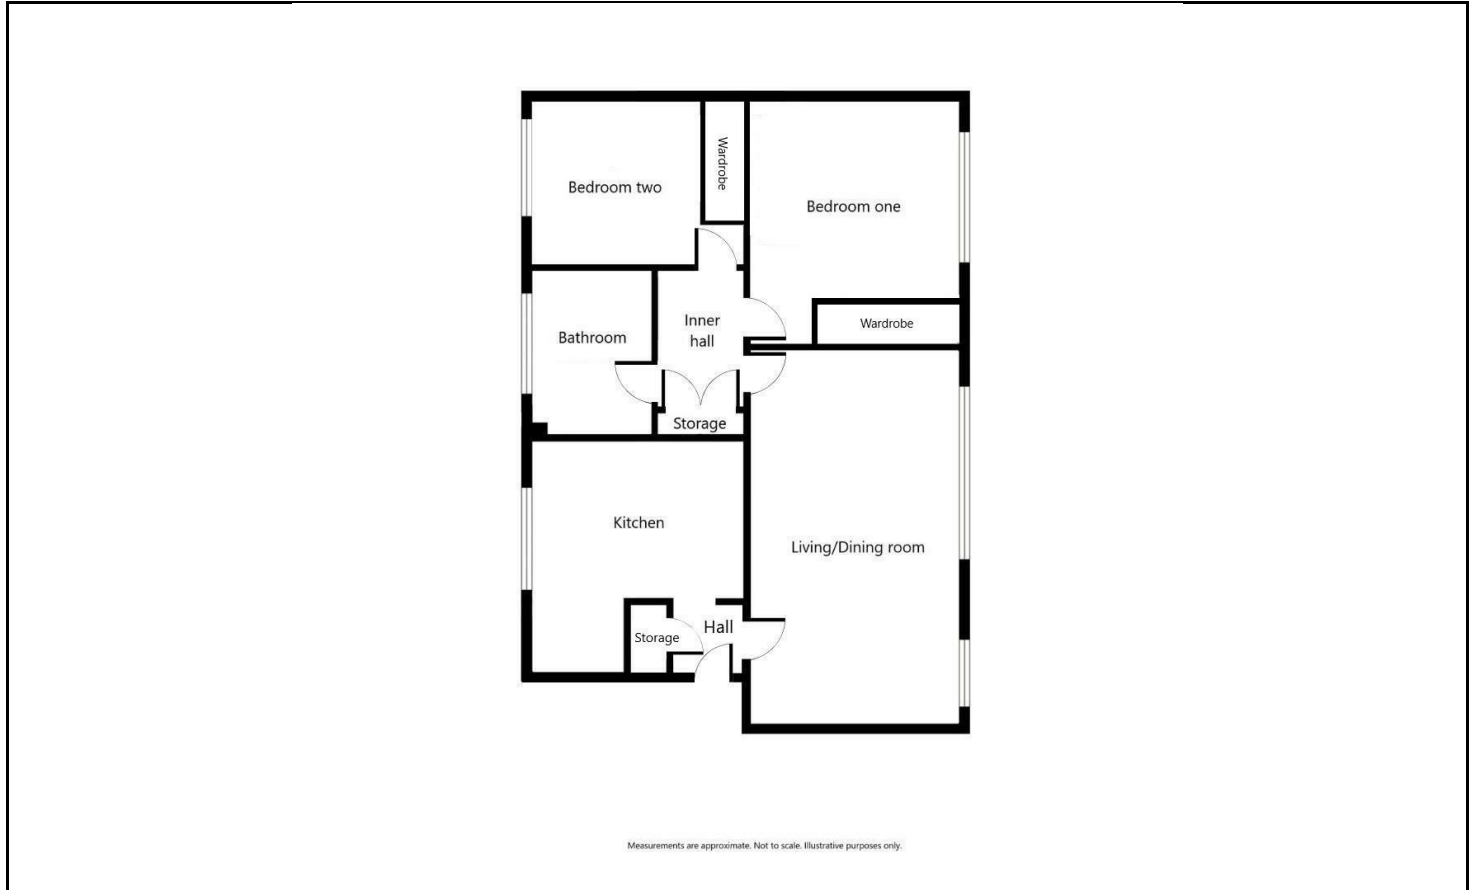 Wardrobe
Bedroom two
Bedroom one
Inner
hall
Wardrobe
Bathroom
Storage
Kitchen
Living/Dining room
Hall
Storage
Measurements are approximate. Not to scale. Illustrative purposes only.